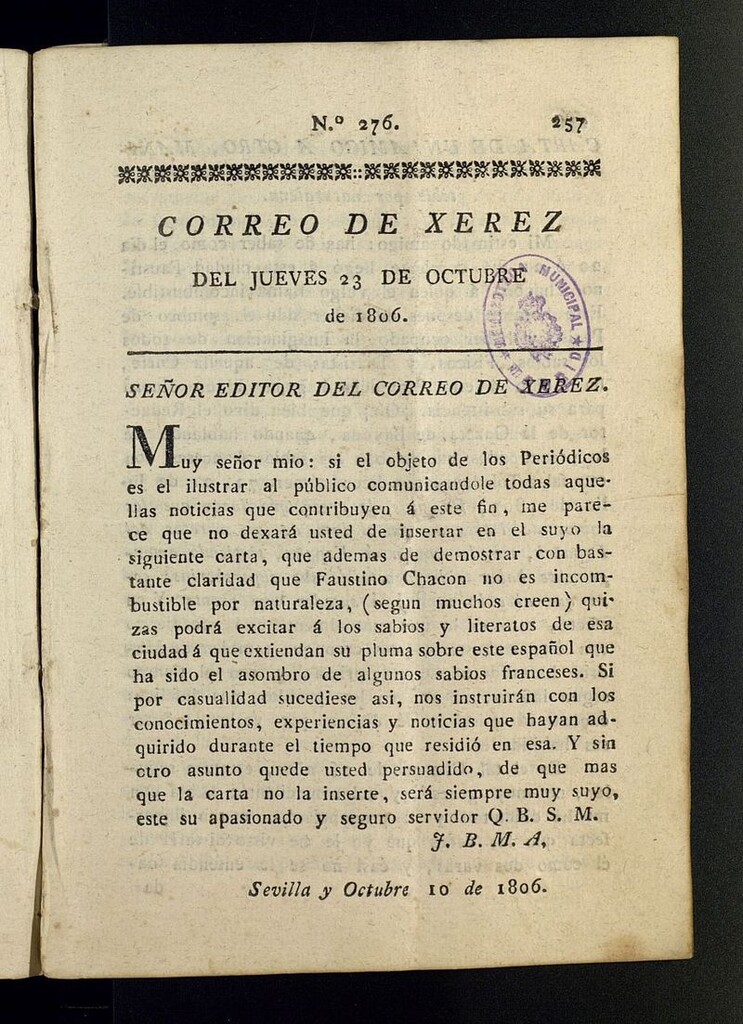 N.º 276. 257
CORREO DE XEREZ
DEL JUEVES 23 DE OCTUBRE
de 1806.
MUNICIPAL
SEÑOR EDITOR DEL CORREO DE XEREZ.
Muy señor mio: si el objeto de los Periódicos
es el ilustrar al público comunicandole todas aque-
llas noticias que contribuyen á este fin, me pare-
ce que no dexará usted de insertar en el suyo la
siguiente carta, que ademas de demostrar con bas-
tante claridad que Faustino Chacon no es incom-
bustible por naturaleza, (segun muchos creen) qui-
zas podrá excitar á los sabios y literatos de esa
ciudad á que extiendan su pluma sobre este español que
ha sido el asombro de algunos sabios franceses. Si
por casualidad sucediese asi, nos instruirán con los
conocimientos, experiencias y noticias que hayan ad-
quirido durante el tiempo que residió en esa. Y sin
otro asunto quede usted persuadido, de que mas
que la carta no la inserte, será siempre muy suyo,
este su apasionado y seguro servidor Q. B. S. M.
J. B. M. A,
Sevilla y Octubre 10 de 1806.